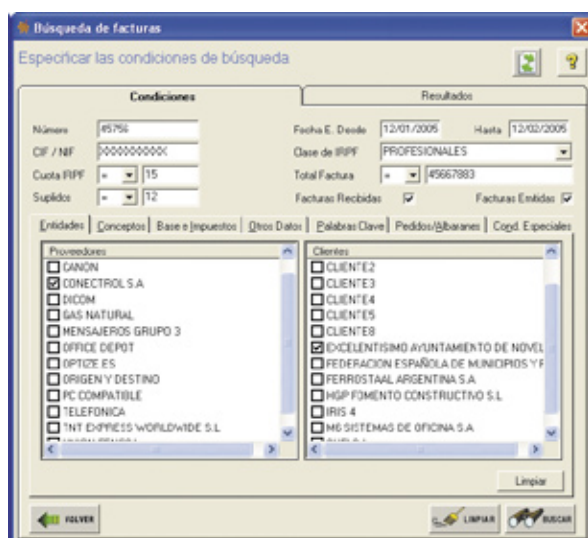 Búsqueda de facturas
Especificar las condiciones de búsqueda
Condiciones Resultados
Número 45756 Fecha E. Desde 12/01/2005 Hasta 12/02/2005
CIF / NIF XXXXXXXXXX Clase de IRPF PROFESIONALES
Cuota IRPF = 15 Total Factura = 45667883
Suplidos = 12 Facturas Recibidas Facturas Emitidas
Entidades Conceptos Base e Impuestos Otros Datos Palabras Clave Pedidos/Albaranes Cond. Especiales
Proveedores
CANON
CONECTROL S.A
DICOM
GAS NATURAL
MENSAJEROS GRUPO 3
OFFICE DEPOT
OPTIZE.ES
ORIGEN Y DESTINO
PC COMPATIBLE
TELEFONICA
TNT EXPRESS WORLDWIDE S.L
Clientes
CLIENTE2
CLIENTE3
CLIENTE4
CLIENTE5
CLIENTE8
EXCELENTISIMO AYUNTAMIENTO DE NOVEL
FEDERACION ESPAÑOLA DE MUNICIPIOS Y F
FERROSTAAL ARGENTINA S.A
HGP FOMENTO CONSTRUCTIVO S.L
IRIS 4
M6 SISTEMAS DE OFICINA S.A
Limpiar
VOLVER LIMPIAR BUSCAR